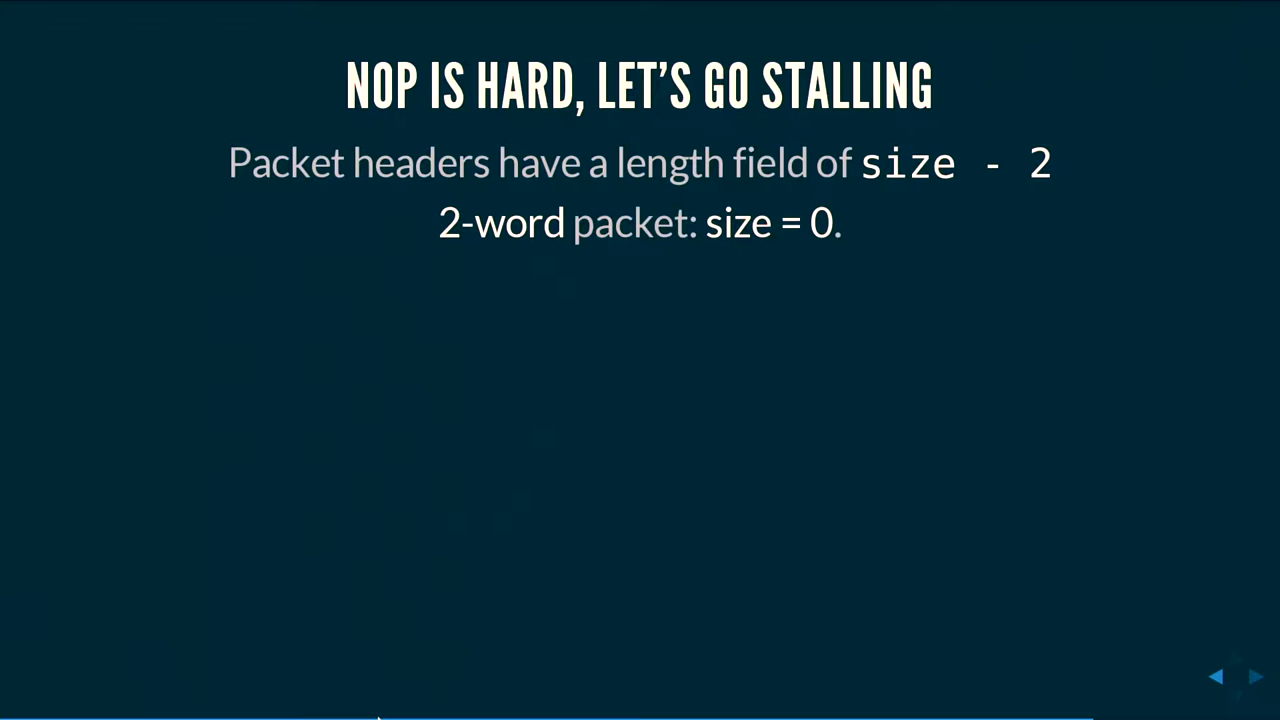 NOP IS HARD, LET'S GO STALLING
Packet headers have a length field of size - 2
2-word packet: size = 0.